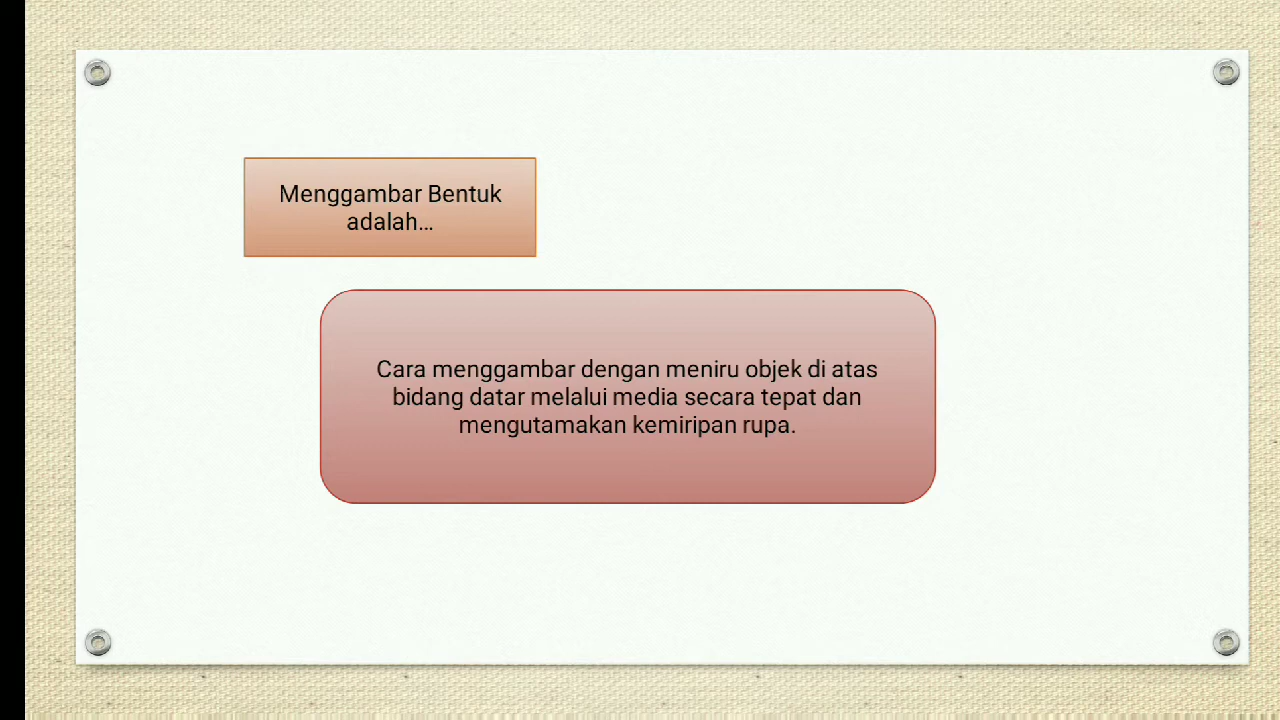 Menggambar Bentuk
adalah...
Cara menggambar dengan meniru objek di atas
bidang datar melalui media secara tepat dan
mengutamakan kemiripan rupa.